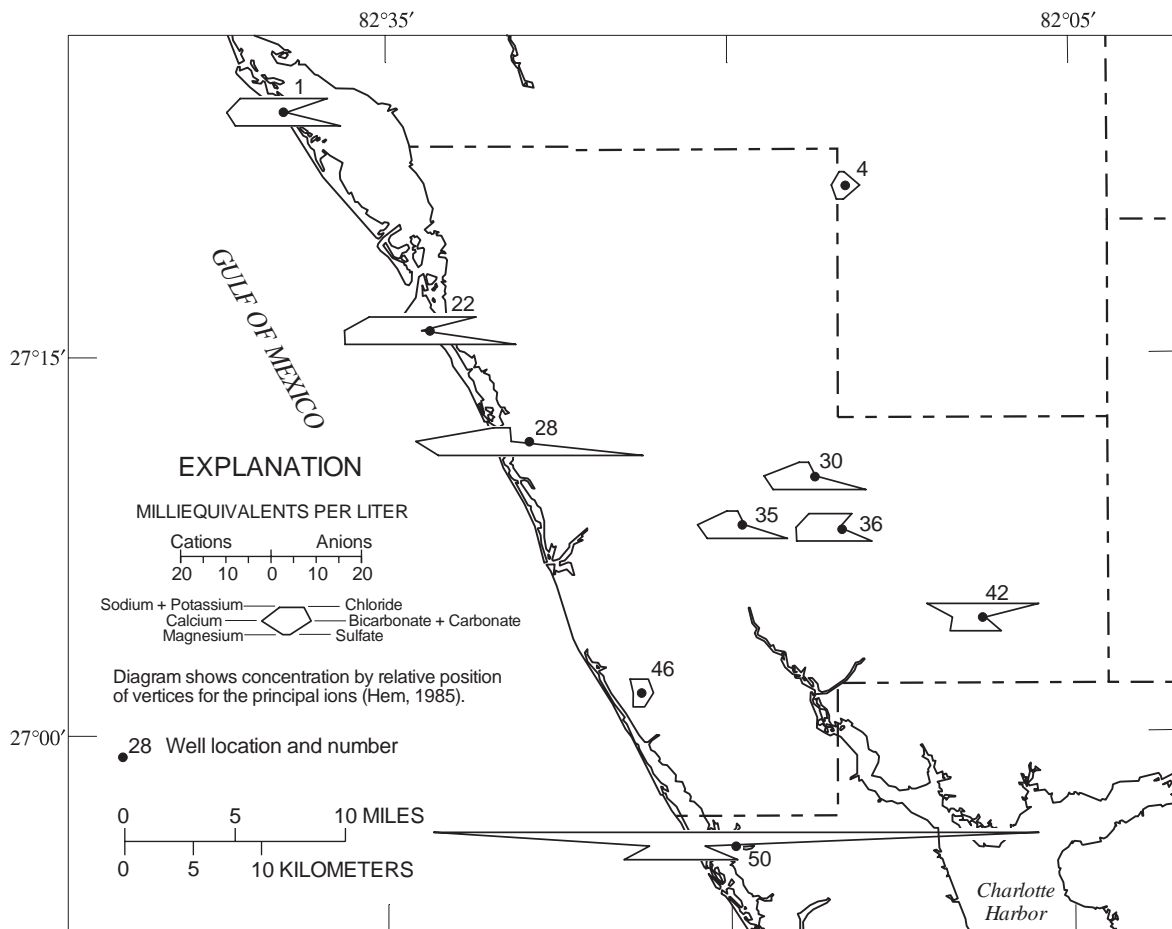 82°35′ 82°05′
1
4
GULF OF MEXICO
22
27°15′
28
EXPLANATION
30
MILLIEQUIVALENTS PER LITER
35 36
Cations Anions
20 10 0 10 20
42
Sodium + Potassium Chloride
Calcium Bicarbonate + Carbonate
Magnesium Sulfate
46
Diagram shows concentration by relative position
of vertices for the principal ions (Hem, 1985).
27°00′
28 Well location and number
0 5 10 MILES
50
0 5 10 KILOMETERS
Charlotte
Harbor